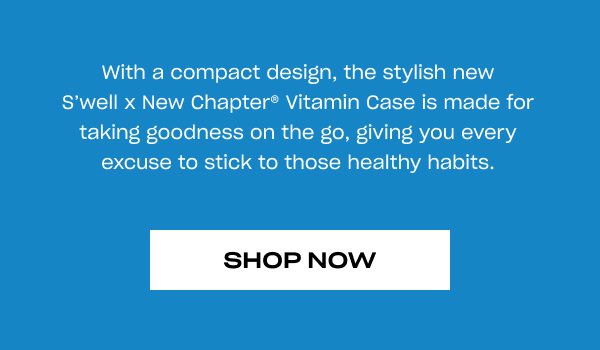 With a compact design, the stylish new
S’well x New Chapter® Vitamin Case is made for
taking goodness on the go, giving you every
excuse to stick to those healthy habits.
SHOP NOW